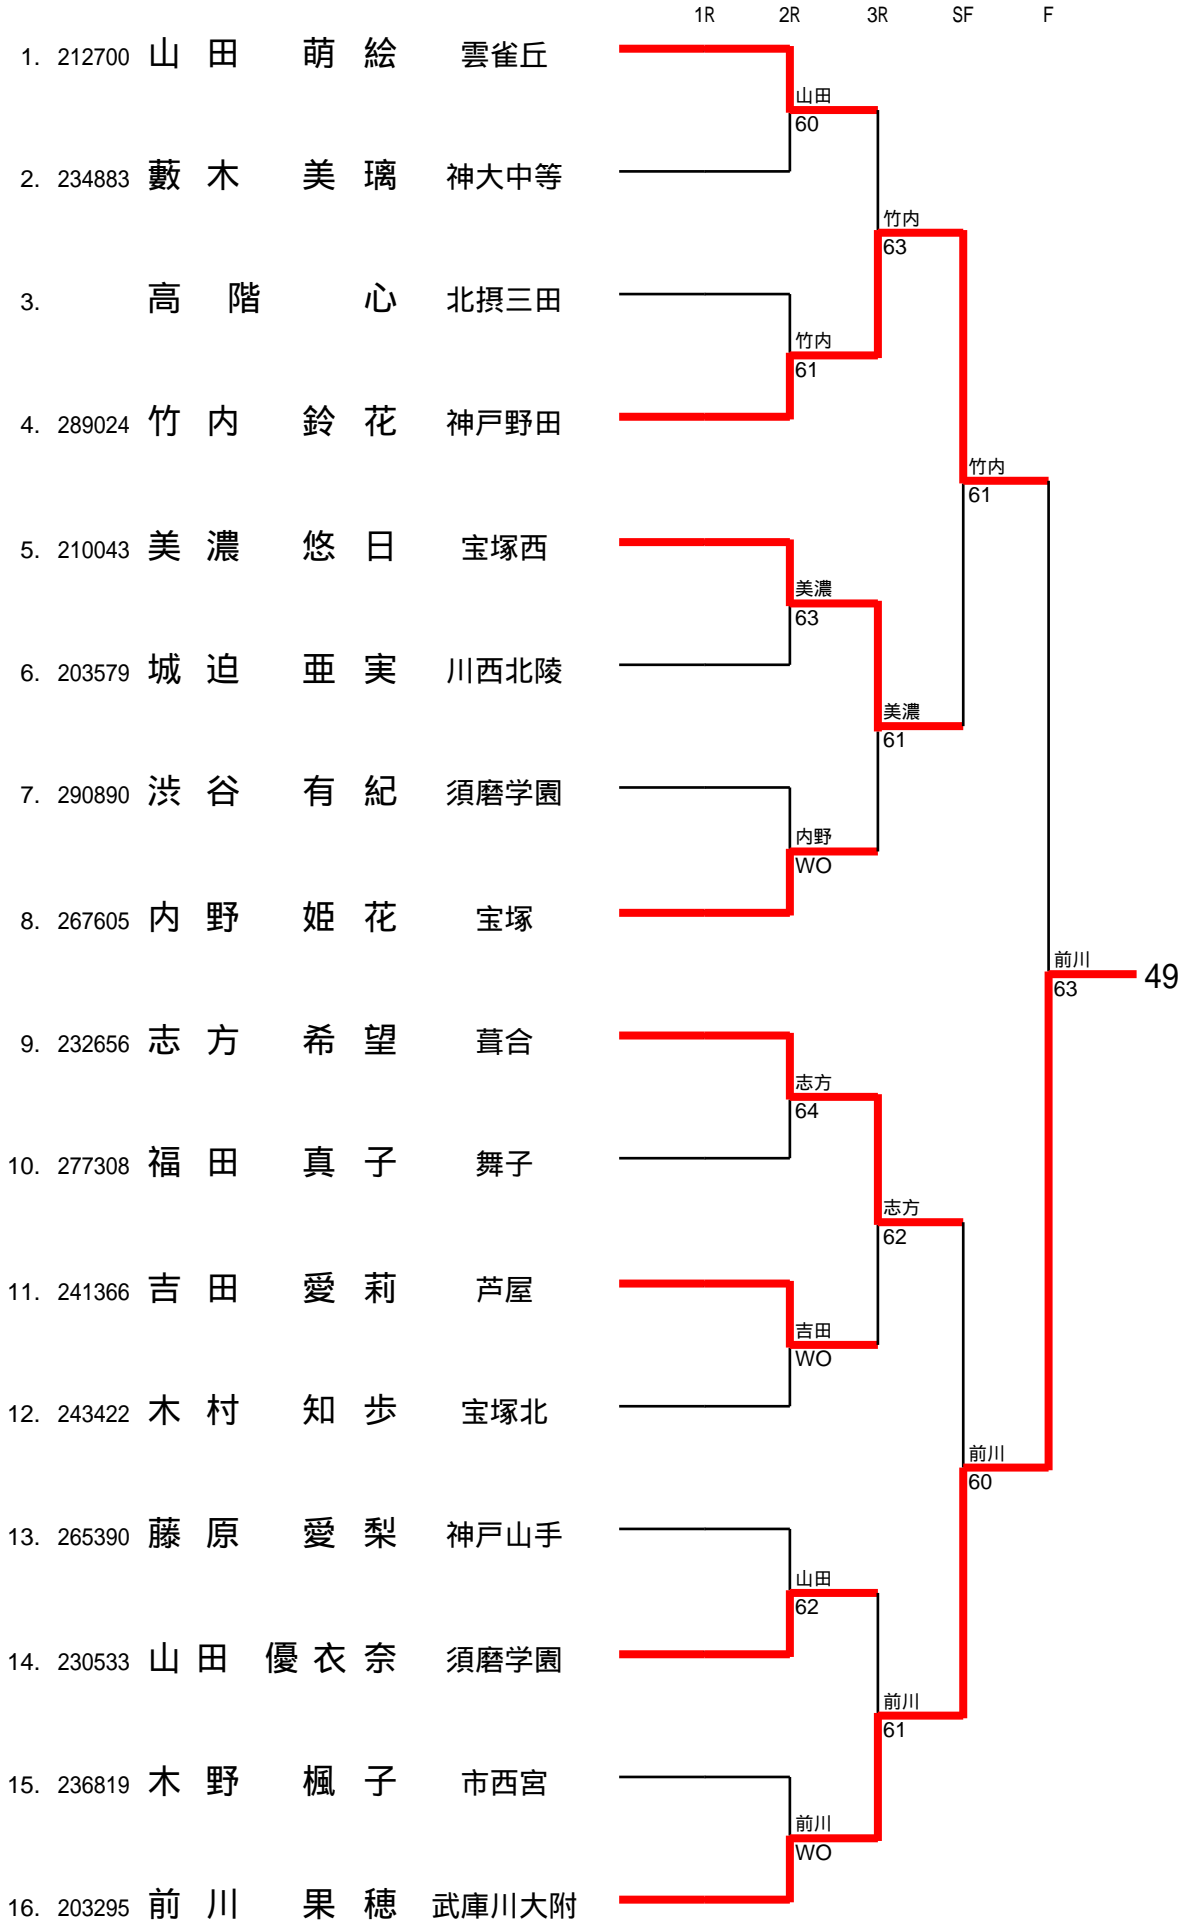 1R 2R 3R SF F
1. 212700 山田 萌絵 雲雀丘
山田
60
2. 234883 藪木 美璃 神大中等
竹内
63
3. 高階 心 北摂三田
竹内
61
4. 289024 竹内 鈴花 神戸野田
竹内
61
5. 210043 美濃 悠日 宝塚西
美濃
63
6. 203579 城迫 亜実 川西北陵
美濃
61
7. 290890 渋谷 有紀 須磨学園
内野
WO
8. 267605 内野 姫花 宝塚
前川
63 49
9. 232656 志方 希望 葺合
志方
64
10. 277308 福田 真子 舞子
志方
62
11. 241366 吉田 愛莉 芦屋
吉田
WO
12. 243422 木村 知歩 宝塚北
前川
60
13. 265390 藤原 愛梨 神戸山手
山田
62
14. 230533 山田 優衣奈 須磨学園
前川
61
15. 236819 木野 楓子 市西宮
前川
WO
16. 203295 前川 果穂 武庫川大附